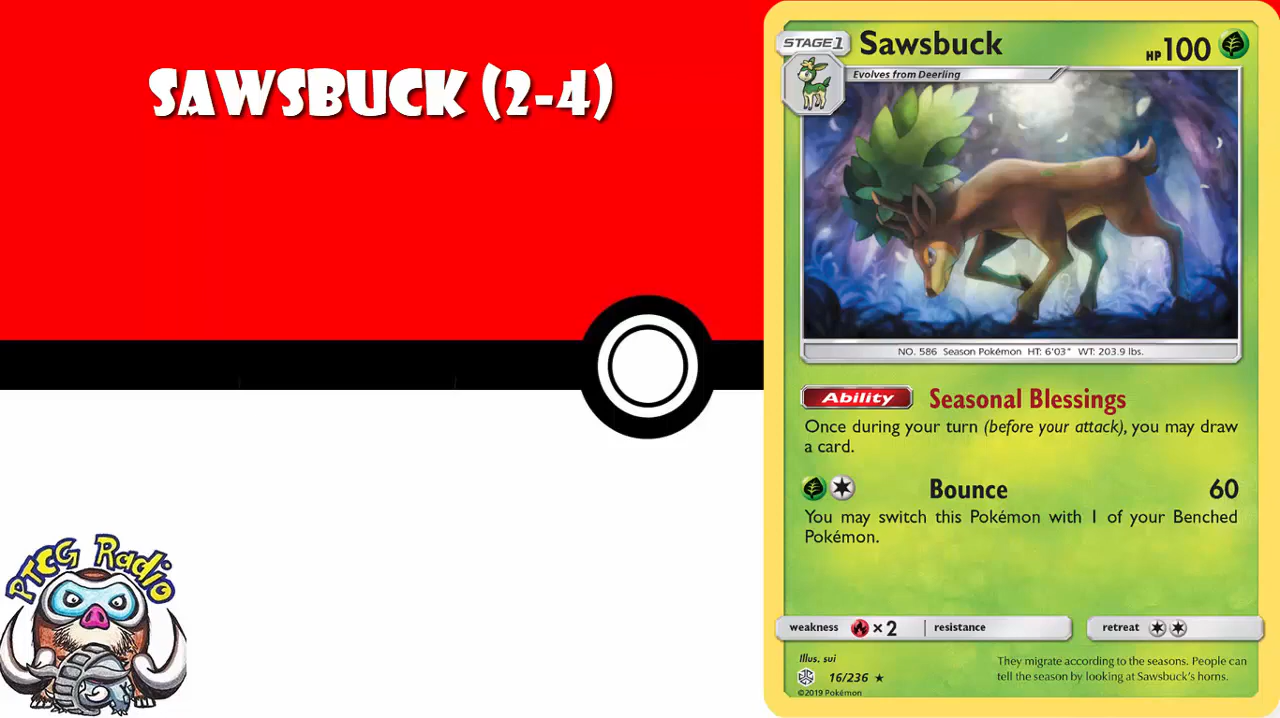 SAWSBUCK (2-4)
PTCG Radio
STAGE 1
Sawsbuck
HP 100
Evolves from Deerling
NO. 586 Season Pokémon HT: 6'03" WT: 203.9 lbs.
Ability Seasonal Blessings
Once during your turn (before your attack), you may draw
a card.
Bounce 60
You may switch this Pokémon with 1 of your Benched
Pokémon.
weakness ×2 resistance retreat
Illus. sui
16/236 ★
©2019 Pokémon
They migrate according to the seasons. People can
tell the season by looking at Sawsbuck's horns.